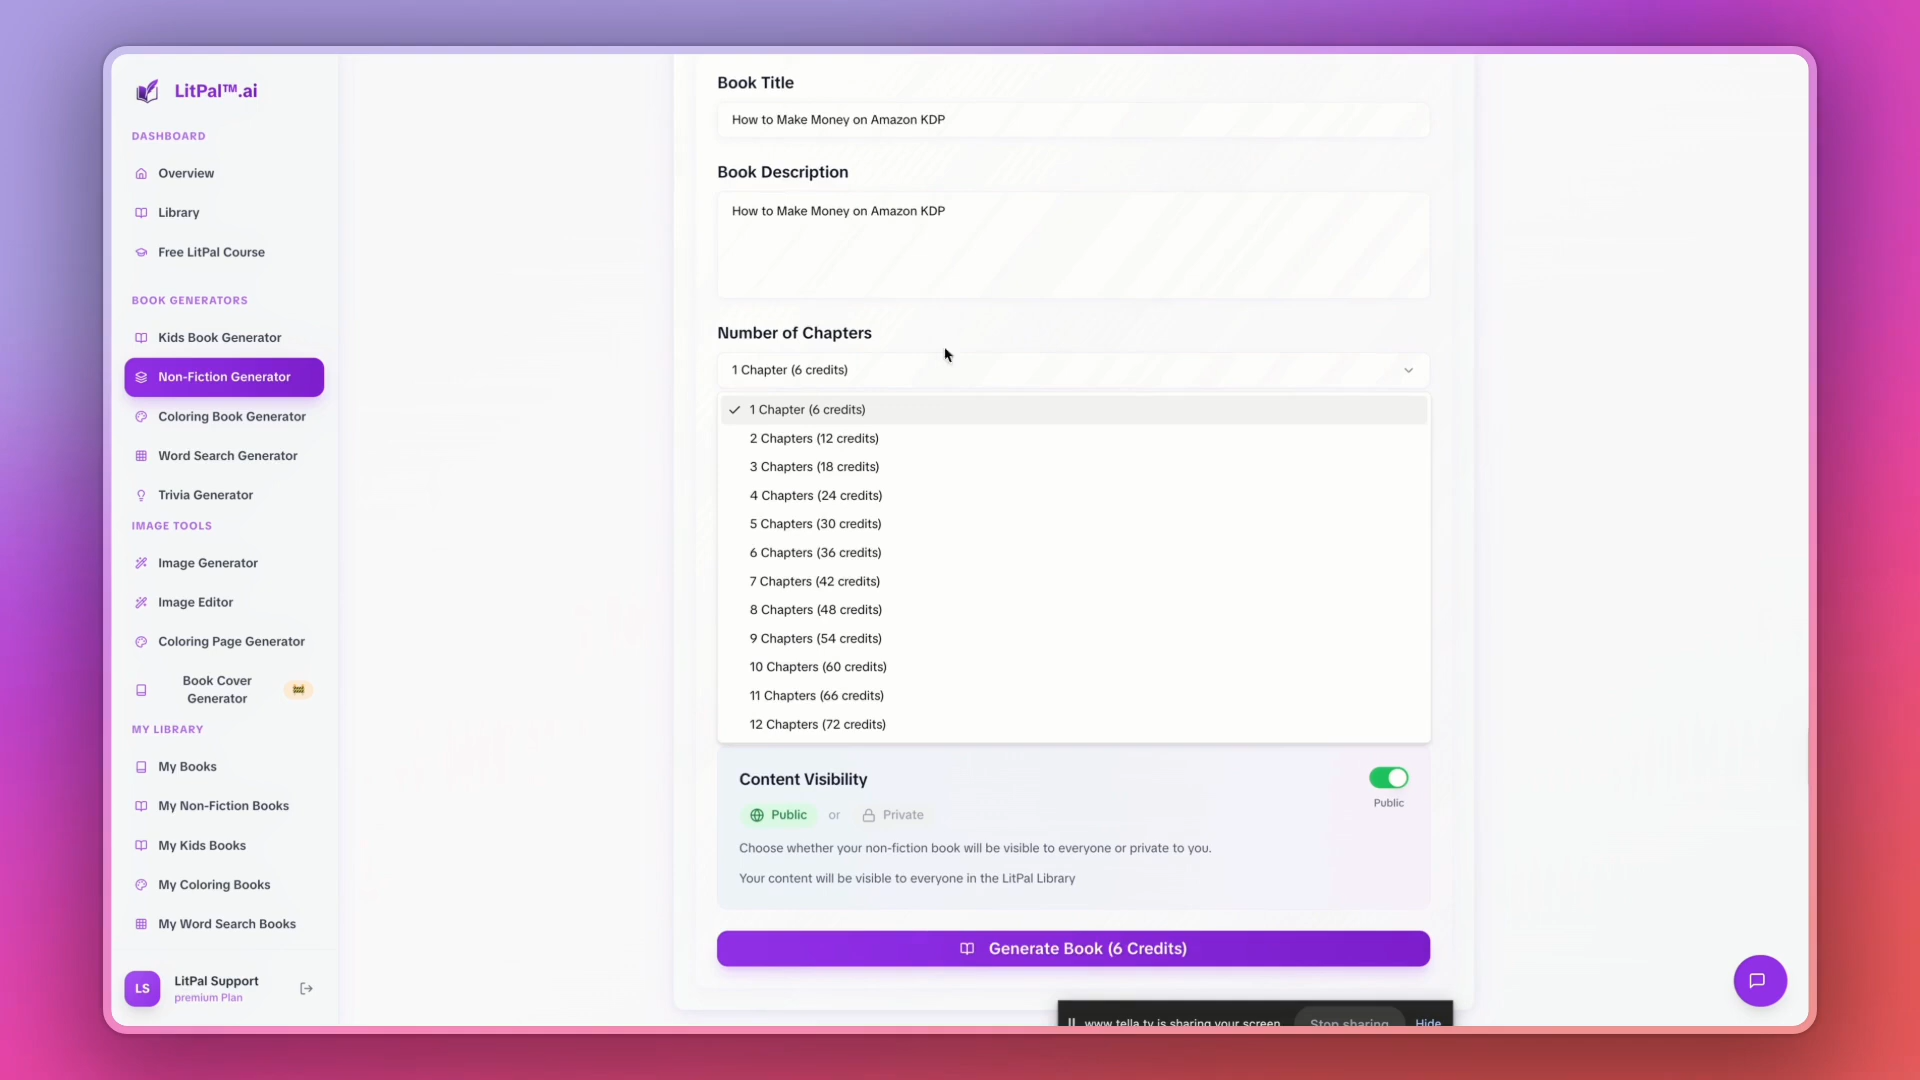 LitPal™.ai
DASHBOARD
Overview
Library
Free LitPal Course
BOOK GENERATORS
Kids Book Generator
Non-Fiction Generator
Coloring Book Generator
Word Search Generator
Trivia Generator
IMAGE TOOLS
Image Generator
Image Editor
Coloring Page Generator
Book Cover
Generator
MY LIBRARY
My Books
My Non-Fiction Books
My Kids Books
My Coloring Books
My Word Search Books
LS
LitPal Support
premium Plan
Book Title
How to Make Money on Amazon KDP
Book Description
How to Make Money on Amazon KDP
Number of Chapters
1 Chapter (6 credits)
1 Chapter (6 credits)
2 Chapters (12 credits)
3 Chapters (18 credits)
4 Chapters (24 credits)
5 Chapters (30 credits)
6 Chapters (36 credits)
7 Chapters (42 credits)
8 Chapters (48 credits)
9 Chapters (54 credits)
10 Chapters (60 credits)
11 Chapters (66 credits)
12 Chapters (72 credits)
Content Visibility
Public
Public or Private
Choose whether your non-fiction book will be visible to everyone or private to you.
Your content will be visible to everyone in the LitPal Library
Generate Book (6 Credits)
www.tella.tv is sharing your screen. Stop sharing Hide